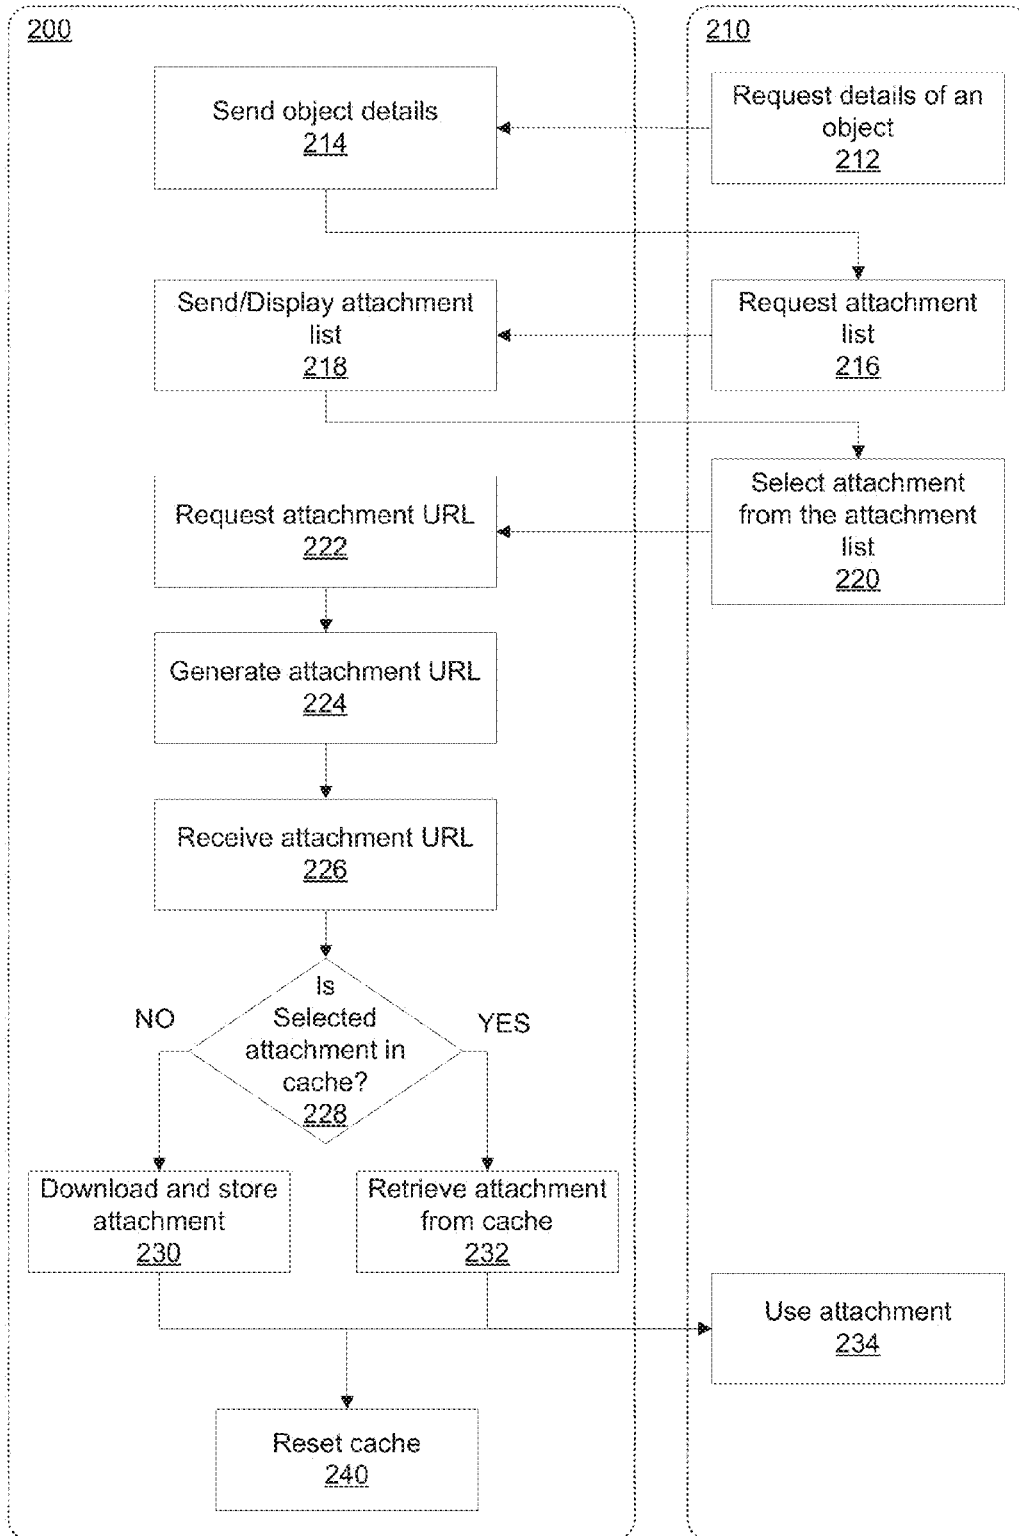 200
210
Send object details
214
Request details of an
object
212
Send/Display attachment
list
218
Request attachment
list
216
Request attachment URL
222
Select attachment
from the attachment
list
220
Generate attachment URL
224
Receive attachment URL
226
Is
Selected
attachment in
cache?
228
NO
YES
Download and store
attachment
230
Retrieve attachment
from cache
232
Use attachment
234
Reset cache
240